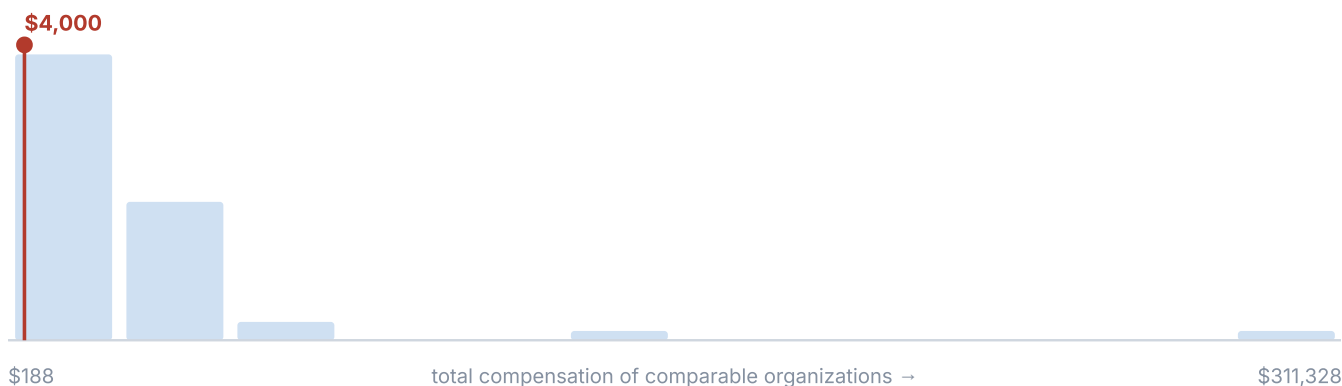 $4,000
$188 total compensation of comparable organizations → $311,328